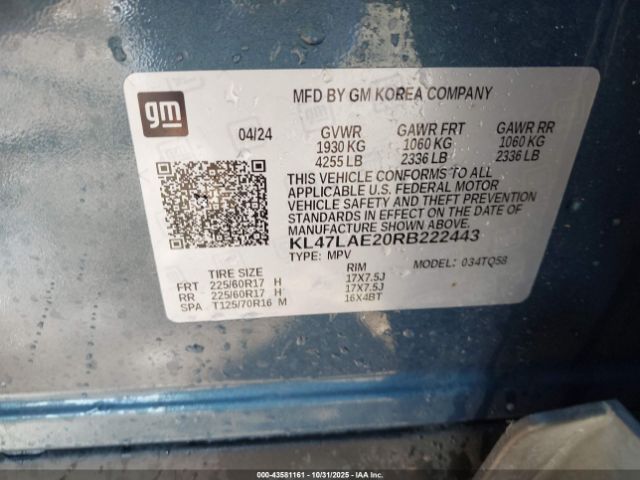 gm
MFD BY GM KOREA COMPANY
04/24 GVWR GAWR FRT GAWR RR
1930 KG 1060 KG 1060 KG
4255 LB 2336 LB 2336 LB
THIS VEHICLE CONFORMS TO ALL
APPLICABLE U.S. FEDERAL MOTOR
VEHICLE SAFETY AND THEFT PREVENTION
STANDARDS IN EFFECT ON THE DATE OF
MANUFACTURE SHOWN ABOVE.
KL47LAE20RB222443
TYPE: MPV MODEL: 034TQ58
TIRE SIZE RIM
FRT 225/60R17 H 17X7.5J
RR 225/60R17 H 17X7.5J
SPA T125/70R16 M 16X4BT
000-43581161 - 10/31/2025 - IAA, Inc.